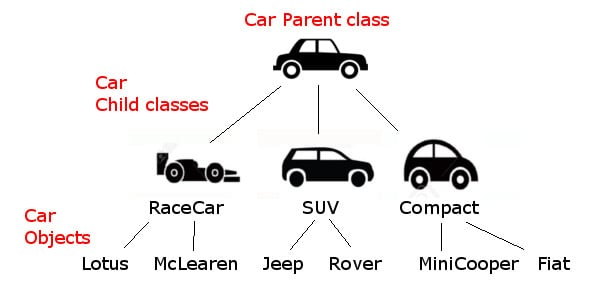 Car Parent class
Car
Child classes
RaceCar SUV Compact
Car
Objects
Lotus McLearen Jeep Rover MiniCooper Fiat